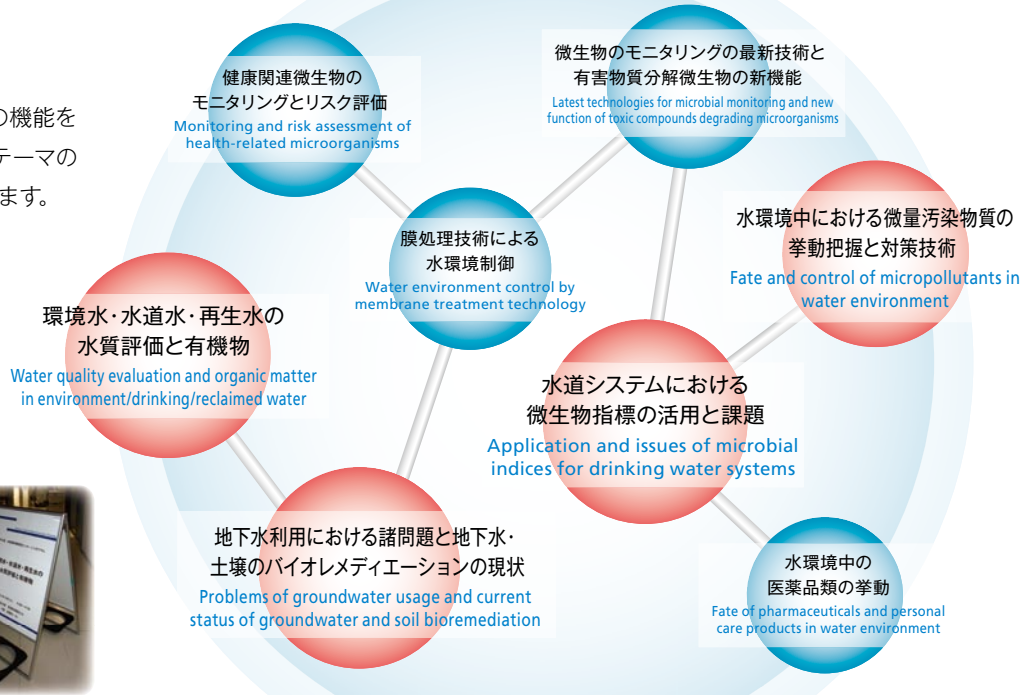 の機能を
テーマの
ます。
健康関連微生物の
モニタリングとリスク評価
Monitoring and risk assessment of
health-related microorganisms
微生物のモニタリングの最新技術と
有害物質分解微生物の新機能
Latest technologies for microbial monitoring and new
function of toxic compounds degrading microorganisms
膜処理技術による
水環境制御
Water environment control by
membrane treatment technology
水環境中における微量汚染物質の
挙動把握と対策技術
Fate and control of micropollutants in
water environment
環境水・水道水・再生水の
水質評価と有機物
Water quality evaluation and organic matter
in environment/drinking/reclaimed water
水道システムにおける
微生物指標の活用と課題
Application and issues of microbial
indices for drinking water systems
地下水利用における諸問題と地下水・
土壌のバイオレメディエーションの現状
Problems of groundwater usage and current
status of groundwater and soil bioremediation
水環境中の
医薬品類の挙動
Fate of pharmaceuticals and personal
care products in water environment